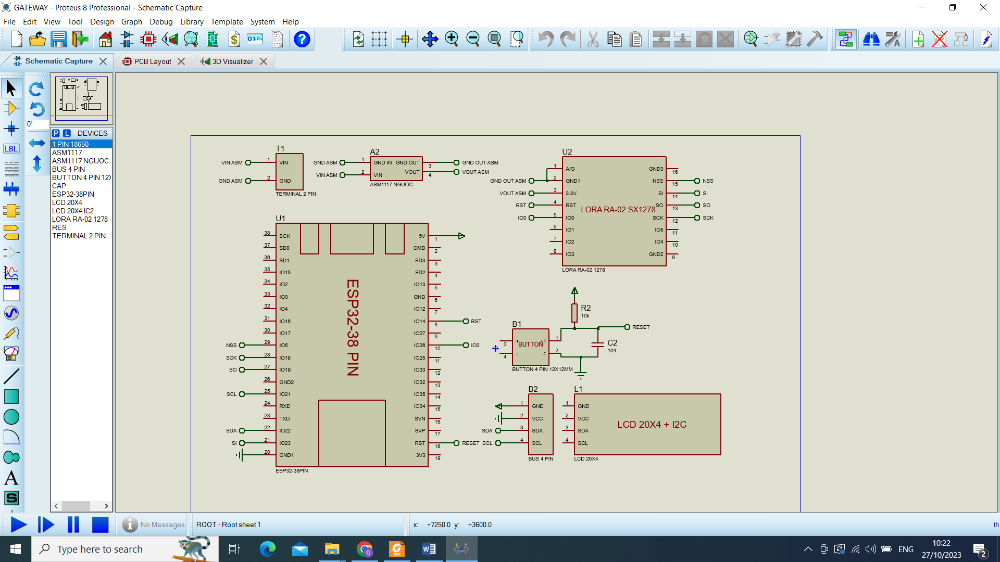 GATEWAY - Proteus 8 Professional - Schematic Capture
File Edit View Tool Design Graph Debug Library Template System Help
Schematic Capture
PCB Layout
3D Visualizer
0°
LBL
A
S
P L DEVICES
1 PIN 18650
ASM1117
ASM1117 NGUOC
BUS 4 PIN
BUTTON 4 PIN 12X
CAP
ESP32-38PIN
LCD 20X4
LCD 20X4 IC2
LORA RA-02 1278
RES
TERMINAL 2 PIN
T1
VIN ASM 1 VIN
GND ASM 2 GND
TERMINAL 2 PIN
A2
GND ASM 1 GND IN GND OUT 3 GND OUT ASM
VIN ASM 2 VIN VOUT 4 VOUT ASM
ASM1117 NGUOC
U2
1 A/G GND3 16
GND OUT ASM 2 GND1 NSS 15 NSS
VOUT ASM 3 3.3V SI 14 SI
RST 4 RST SO 13 SO
LORA RA-02 SX1278
IO0 5 IO0 SCK 12 SCK
6 IO1 IO5 11
7 IO2 IO4 10
8 IO3 GND2 9
LORA RA-02 1278
U1
38 SCK 5V 1
37 SD0 CMD 2
36 SD1 SD3 3
35 IO15 SD2 4
34 IO2 IO13 5
33 IO0 GND 6
32 IO4 IO12 7
31 IO16 IO14 8 RST
30 IO17 IO27 9
NSS 29 IO5 IO26 10 IO0
SCK 28 IO18 IO25 11
SO 27 IO19 IO33 12
26 GND2 IO32 13
SCL 25 IO21 IO35 14
24 RXD IO34 15
23 TXD SVN 16
SDA 22 IO22 SVP 17
SI 21 IO23 RST 18 RESET
20 GND1 3V3 19
ESP32-38 PIN
ESP32-38PIN
R2
10k
RESET
C2
104
B1
3 + +1 1
BUTTON
4 - -1 2
BUTTON 4 PIN 12X12MM
B2
1 GND
2 VCC
SDA 3 SDA
SCL 4 SCL
BUS 4 PIN
L1
1 GND
2 VCC
3 SDA
4 SCL
LCD 20X4 + I2C
LCD 20X4
No Messages
ROOT - Root sheet 1
x: +7250.0 y: +3600.0
th
Type here to search
ENG
10:22
27/10/2023
2